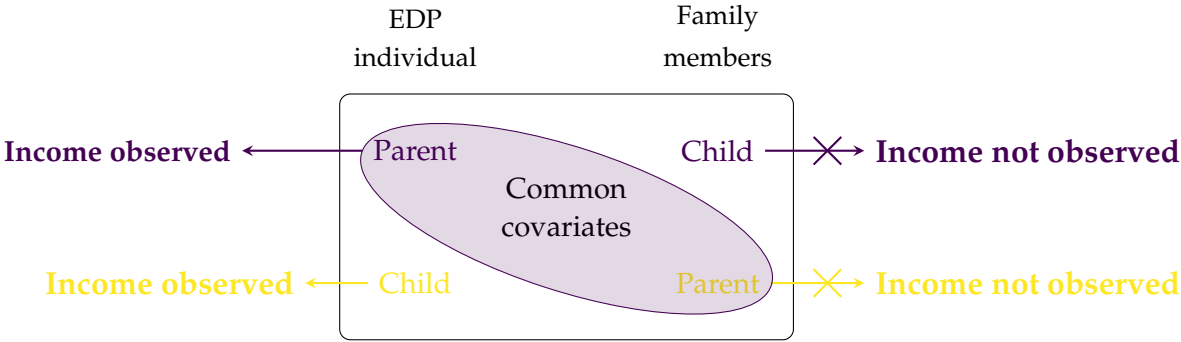 EDP
individual
Family
members
Income observed
Parent
Child
Income not observed
Common
covariates
Income observed
Child
Parent
Income not observed